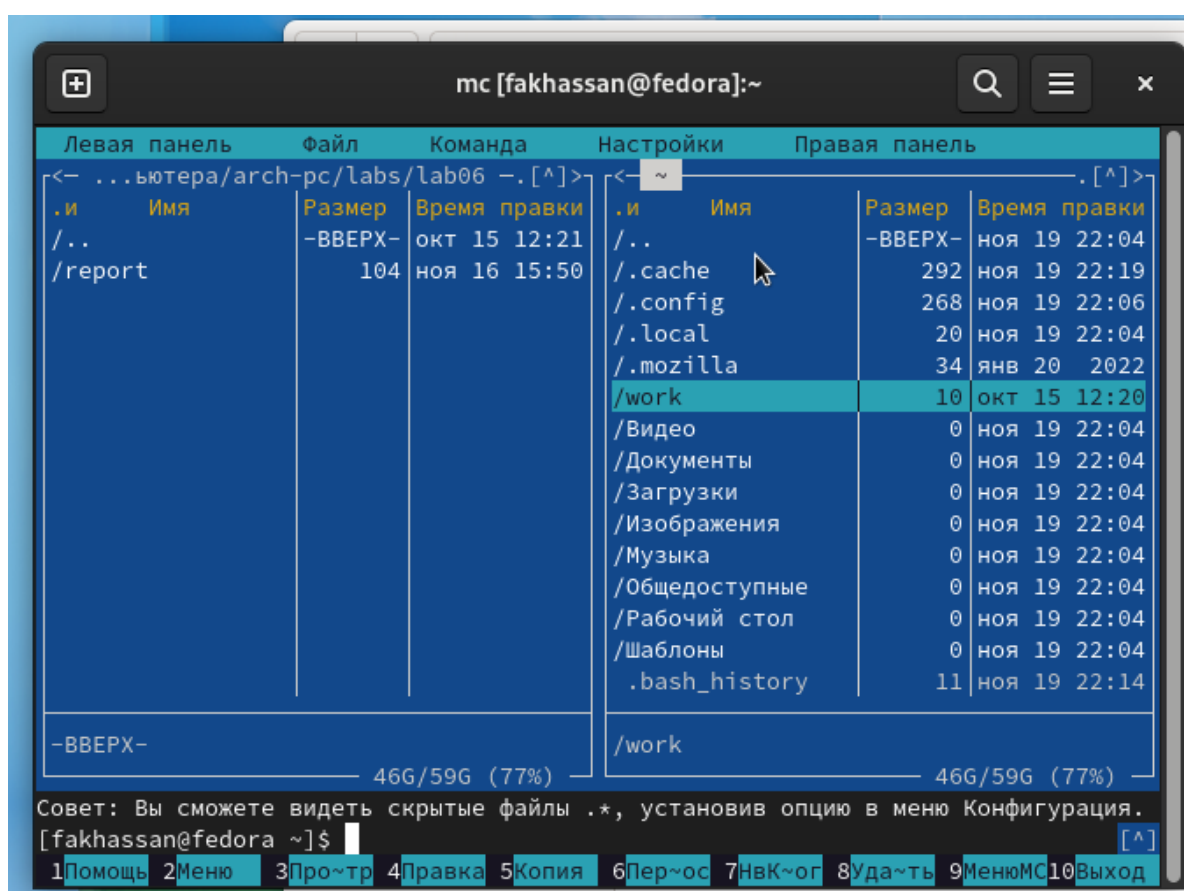 mc [fakhassan@fedora]:~
Левая панель Файл Команда Настройки Правая панель
<— ...ьютера/arch-pc/labs/lab06 —.[^]> <— ~ .[^]>
.и Имя Размер Время правки .и Имя Размер Время правки
/.. -ВВЕРХ- окт 15 12:21 /.. -ВВЕРХ- ноя 19 22:04
/report 104 ноя 16 15:50 /.cache 292 ноя 19 22:19
/.config 268 ноя 19 22:06
/.local 20 ноя 19 22:04
/.mozilla 34 янв 20 2022
/work 10 окт 15 12:20
/Видео 0 ноя 19 22:04
/Документы 0 ноя 19 22:04
/Загрузки 0 ноя 19 22:04
/Изображения 0 ноя 19 22:04
/Музыка 0 ноя 19 22:04
/Общедоступные 0 ноя 19 22:04
/Рабочий стол 0 ноя 19 22:04
/Шаблоны 0 ноя 19 22:04
.bash_history 11 ноя 19 22:14
-ВВЕРХ- /work
46G/59G (77%) 46G/59G (77%)
Совет: Вы сможете видеть скрытые файлы .*, установив опцию в меню Конфигурация.
[fakhassan@fedora ~]$ [^]
1Помощь 2Меню 3Про~тр 4Правка 5Копия 6Пер~ос 7НвК~ог 8Уда~ть 9МенюMC 10Выход